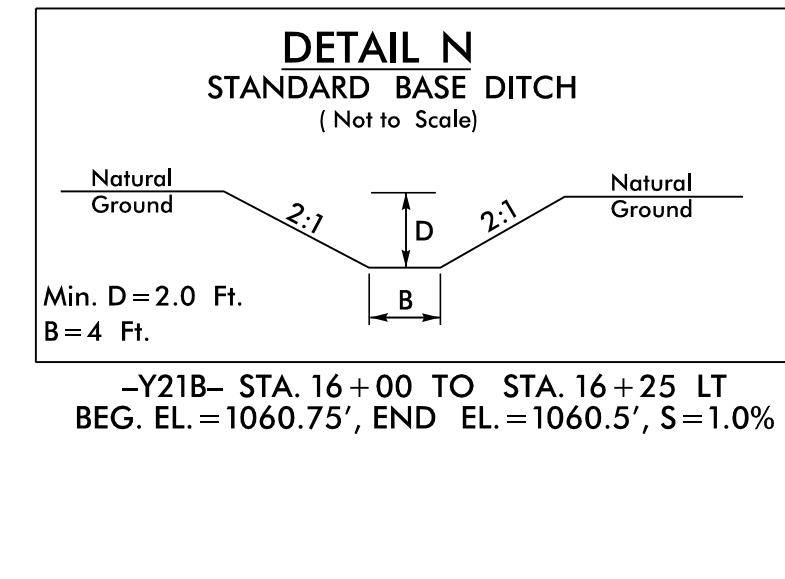 DETAIL N
STANDARD BASE DITCH
( Not to Scale)
Natural
Ground
2:1
D
2:1
Natural
Ground
Min. D=2.0 Ft.
B=4 Ft.
B
–Y21B– STA. 16+00 TO STA. 16+25 LT
BEG. EL.=1060.75', END EL.=1060.5', S=1.0%